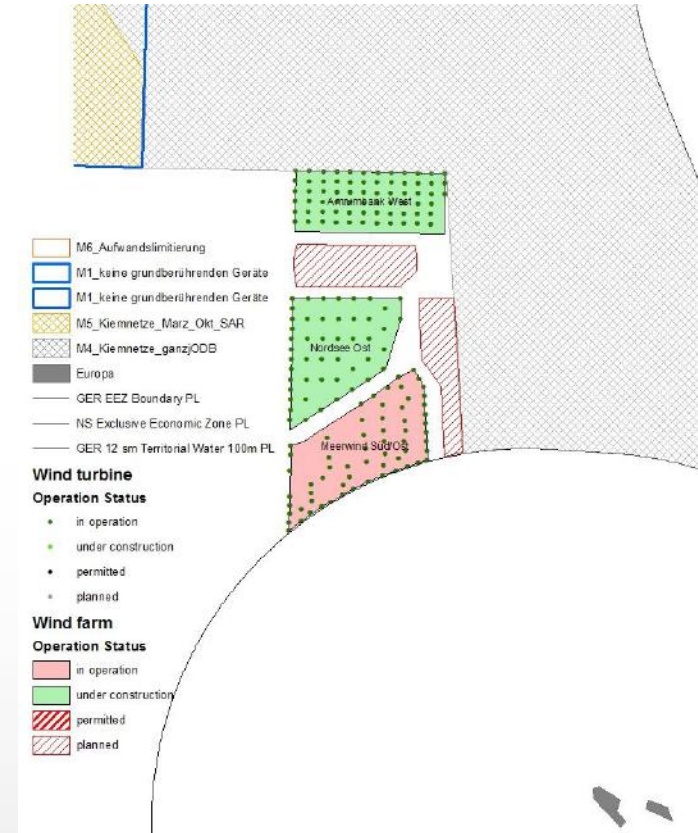 Amrumbank West
M6_Aufwandslimitierung
M1_keine grundberührenden Geräte
M1_keine grundberührenden Geräte
M5_Kiemnetze_Marz_Okt_SAR
M4_Kiemnetze_ganzjODB
Europa
GER EEZ Boundary PL
NS Exclusive Economic Zone PL
GER 12 sm Territorial Water 100m PL
Nordsee Ost
Meerwind Süd/Ost
Wind turbine
Operation Status
in operation
under construction
permitted
planned
Wind farm
Operation Status
in operation
under construction
permitted
planned